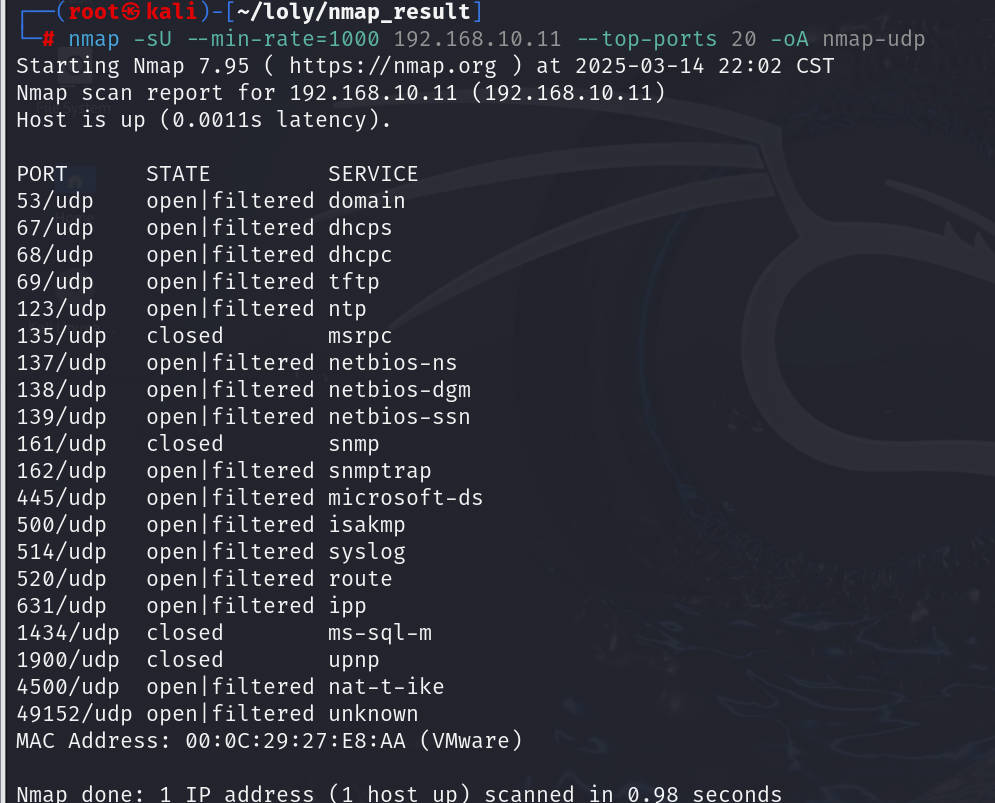 ┌──(root㉿kali)-[~/loly/nmap_result]
└─# nmap -sU --min-rate=1000 192.168.10.11 --top-ports 20 -oA nmap-udp
Starting Nmap 7.95 ( https://nmap.org ) at 2025-03-14 22:02 CST
Nmap scan report for 192.168.10.11 (192.168.10.11)
Host is up (0.0011s latency).
PORT STATE SERVICE
53/udp open|filtered domain
67/udp open|filtered dhcps
68/udp open|filtered dhcpc
69/udp open|filtered tftp
123/udp open|filtered ntp
135/udp closed msrpc
137/udp open|filtered netbios-ns
138/udp open|filtered netbios-dgm
139/udp open|filtered netbios-ssn
161/udp closed snmp
162/udp open|filtered snmptrap
445/udp open|filtered microsoft-ds
500/udp open|filtered isakmp
514/udp open|filtered syslog
520/udp open|filtered route
631/udp open|filtered ipp
1434/udp closed ms-sql-m
1900/udp closed upnp
4500/udp open|filtered nat-t-ike
49152/udp open|filtered unknown
MAC Address: 00:0C:29:27:E8:AA (VMware)
Nmap done: 1 IP address (1 host up) scanned in 0.98 seconds